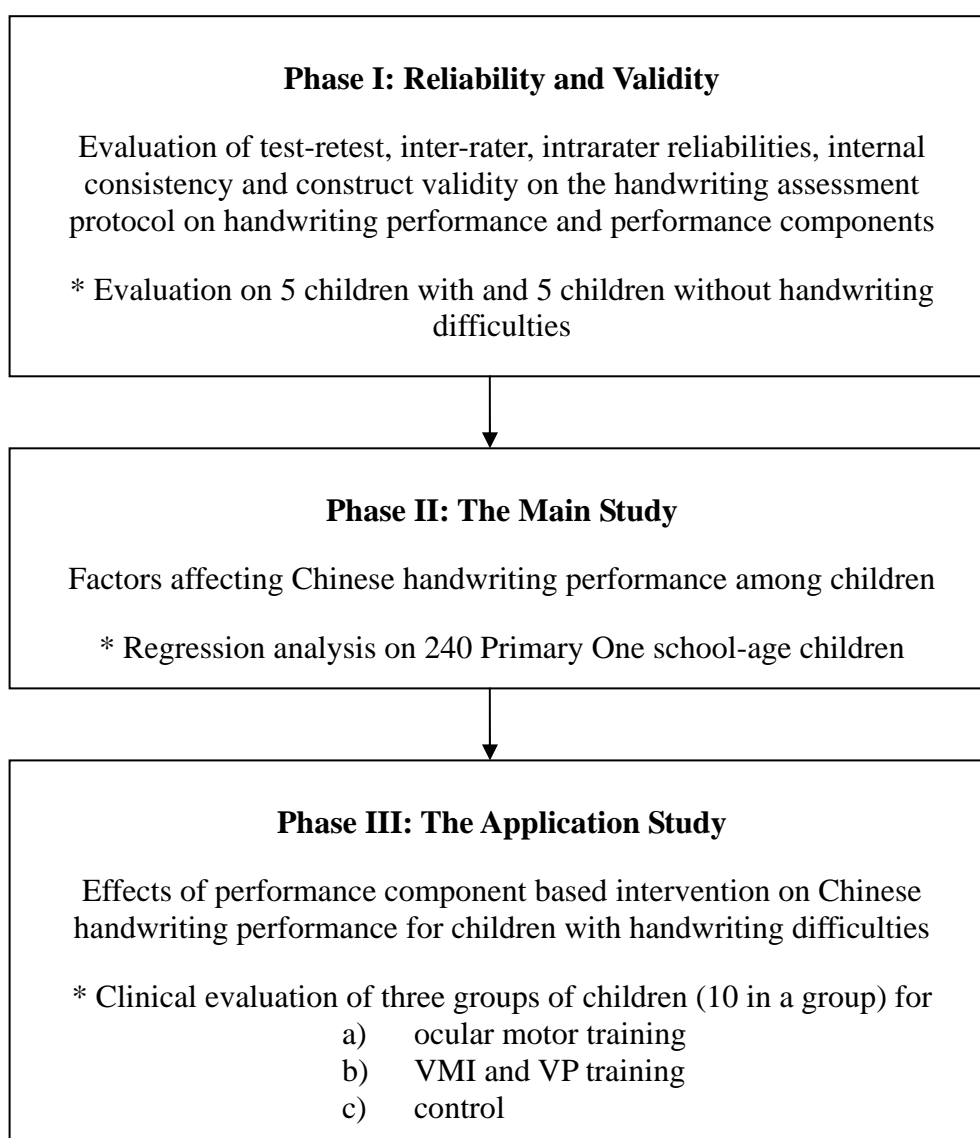 Phase I: Reliability and Validity
Evaluation of test-retest, inter-rater, intrarater reliabilities, internal
consistency and construct validity on the handwriting assessment
protocol on handwriting performance and performance components
* Evaluation on 5 children with and 5 children without handwriting
difficulties
Phase II: The Main Study
Factors affecting Chinese handwriting performance among children
* Regression analysis on 240 Primary One school-age children
Phase III: The Application Study
Effects of performance component based intervention on Chinese
handwriting performance for children with handwriting difficulties
* Clinical evaluation of three groups of children (10 in a group) for
a) ocular motor training
b) VMI and VP training
c) control